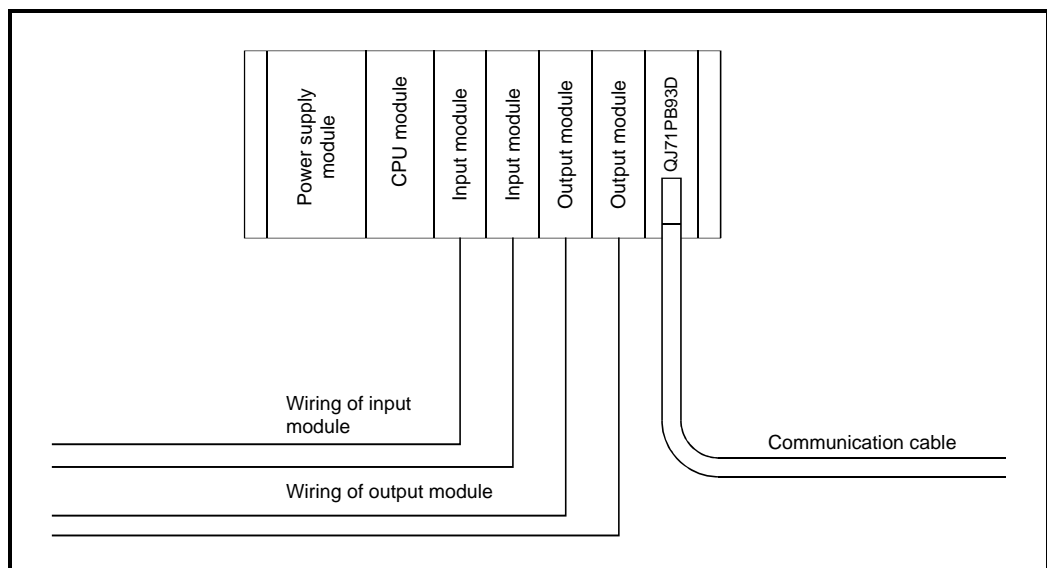 Power supply
module
CPU module
Input module
Input module
Output module
Output module
QJ71PB93D
Wiring of input
module
Communication cable
Wiring of output module